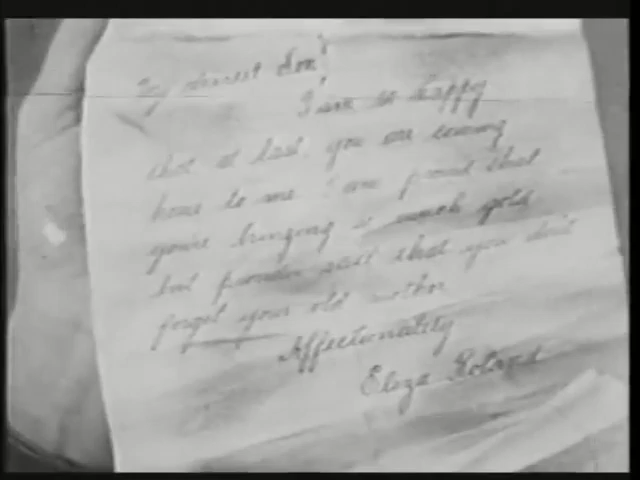 My dearest Son!
I am so happy
that at last, you are coming
home to me. I am proud that
you're bringing so much gold
but promise that you don't
forget your old mother
Affectionately
Eliza